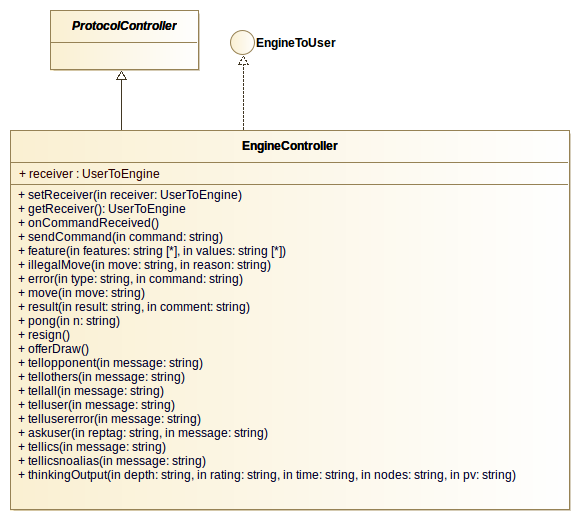 ProtocolController
EngineToUser
EngineController
+ receiver : UserToEngine
+ setReceiver(in receiver: UserToEngine)
+ getReceiver(): UserToEngine
+ onCommandReceived()
+ sendCommand(in command: string)
+ feature(in features: string [*], in values: string [*])
+ illegalMove(in move: string, in reason: string)
+ error(in type: string, in command: string)
+ move(in move: string)
+ result(in result: string, in comment: string)
+ pong(in n: string)
+ resign()
+ offerDraw()
+ tellopponent(in message: string)
+ tellothers(in message: string)
+ tellall(in message: string)
+ telluser(in message: string)
+ tellusererror(in message: string)
+ askuser(in reptag: string, in message: string)
+ tellics(in message: string)
+ tellicsnoalias(in message: string)
+ thinkingOutput(in depth: string, in rating: string, in time: string, in nodes: string, in pv: string)